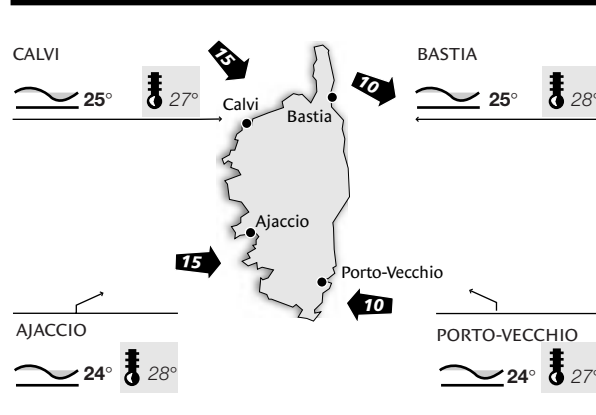 CALVI
25°
27°
15
10
BASTIA
25°
28°
Calvi
Bastia
Ajaccio
15
Porto-Vecchio
10
AJACCIO
24°
28°
PORTO-VECCHIO
24°
27°